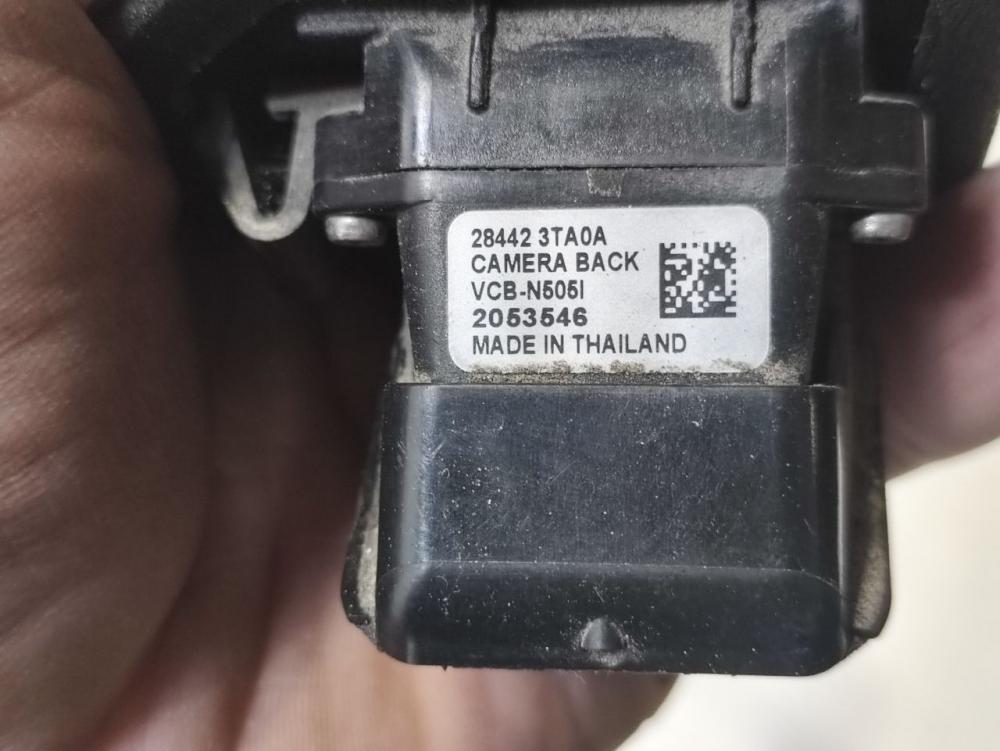 28442 3TA0A
CAMERA BACK
VCB-N505I
2053546
MADE IN THAILAND